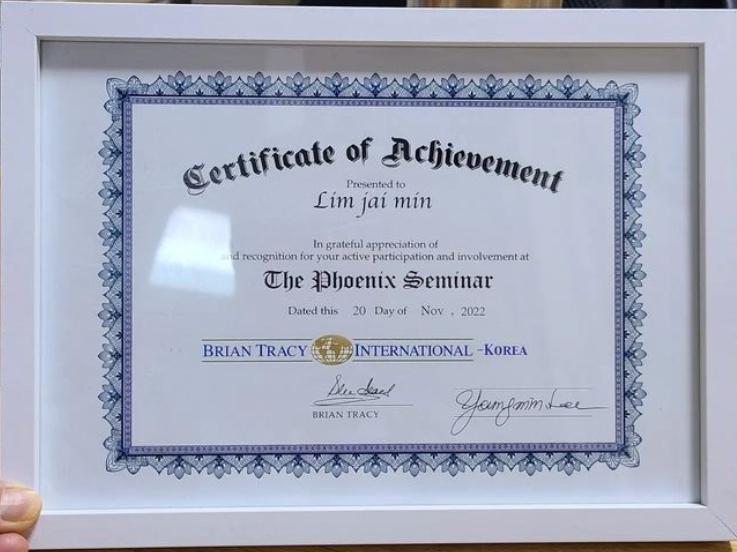 Certificate of Achievement
Presented to
Lim jai min
In grateful appreciation of
and recognition for your active participation and involvement at
The Phoenix Seminar
Dated this 20 Day of Nov , 2022
BRIAN TRACY INTERNATIONAL -KOREA
BRIAN TRACY